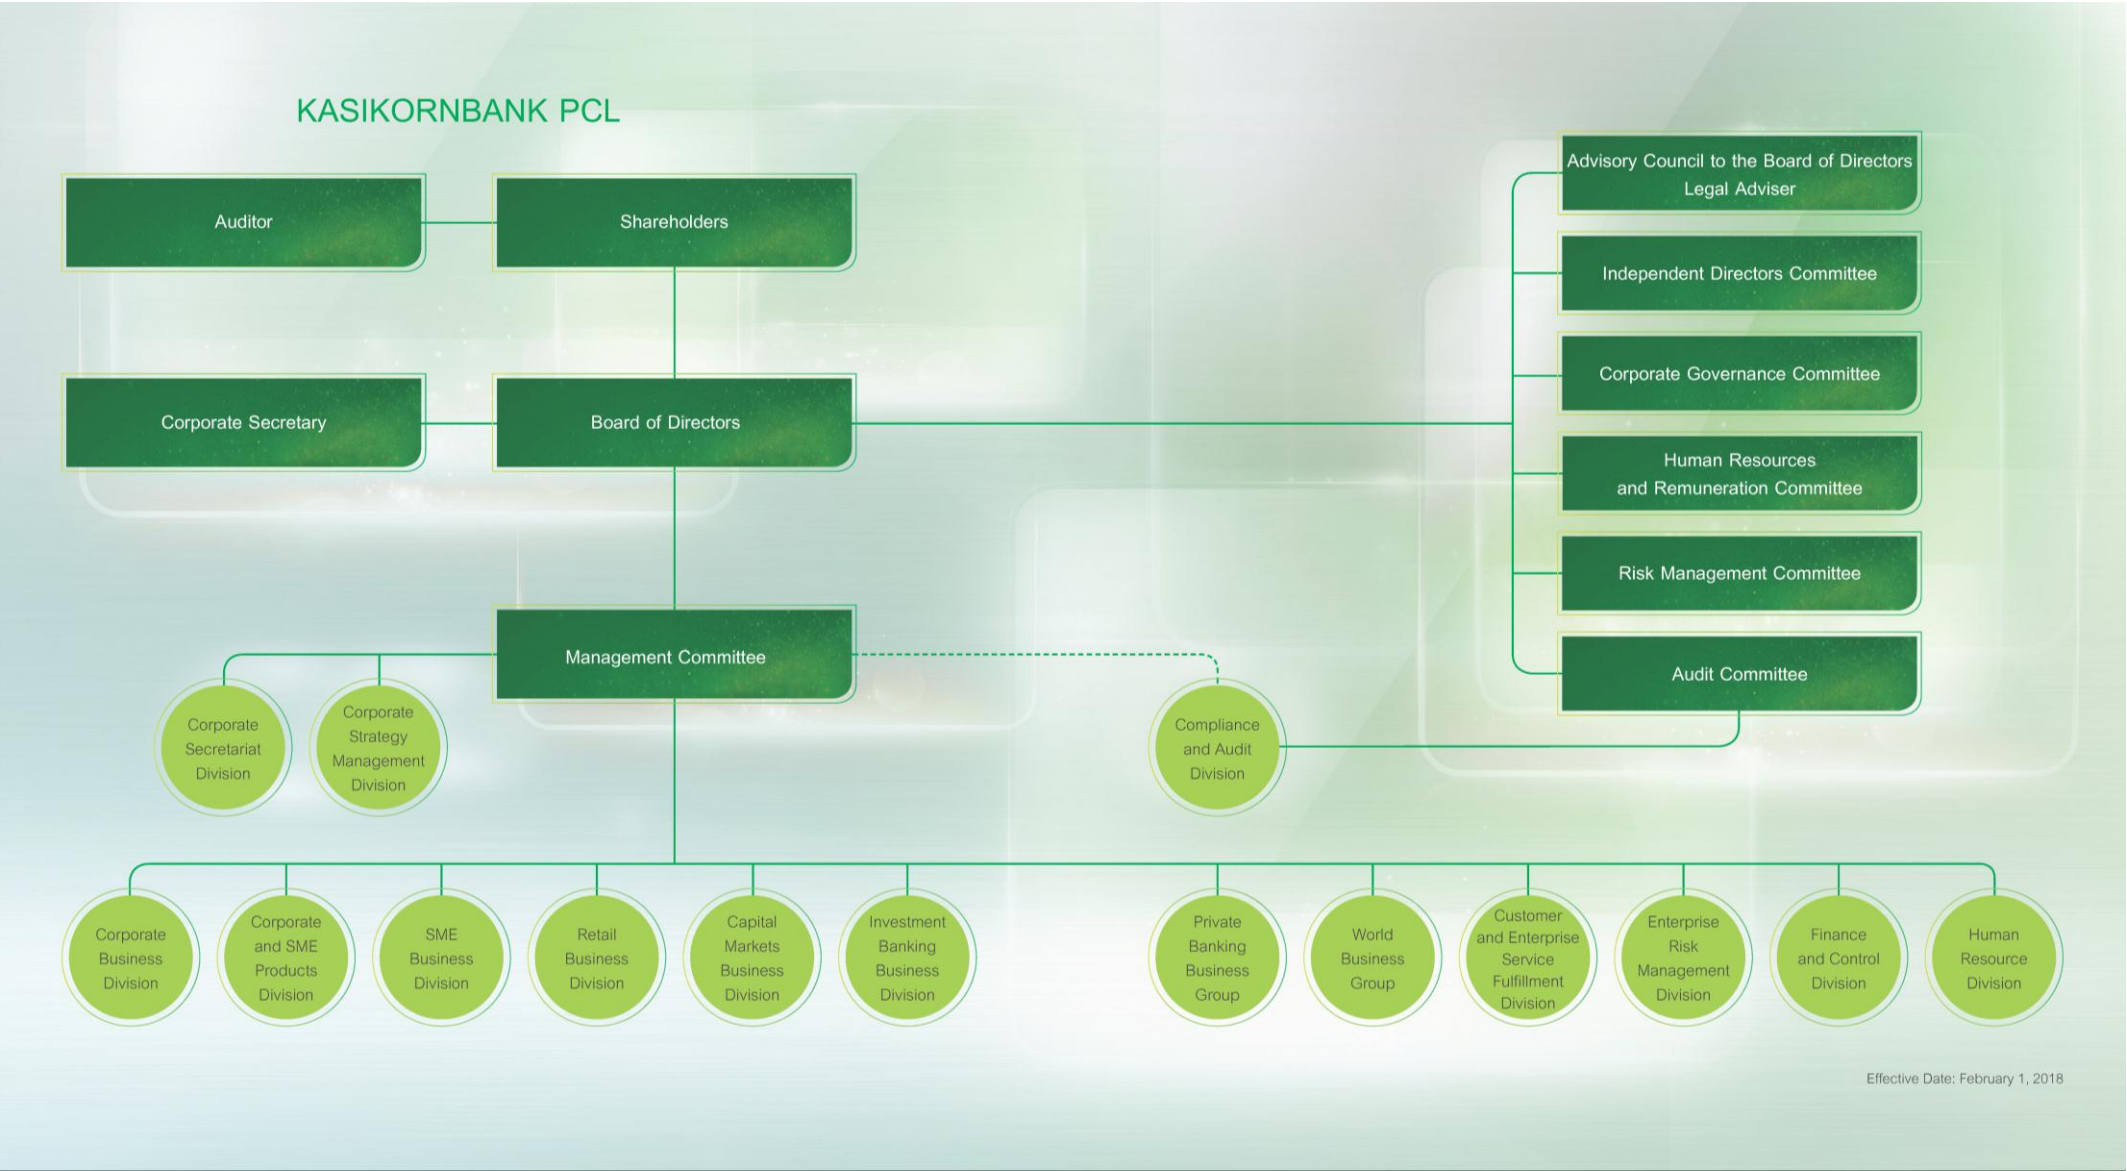 KASIKORNBANK PCL
Auditor
Shareholders
Corporate Secretary
Board of Directors
Advisory Council to the Board of Directors
Legal Adviser
Independent Directors Committee
Corporate Governance Committee
Human Resources
and Remuneration Committee
Risk Management Committee
Audit Committee
Management Committee
Corporate
Secretariat
Division
Corporate
Strategy
Management
Division
Compliance
and Audit
Division
Corporate
Business
Division
Corporate
and SME
Products
Division
SME
Business
Division
Retail
Business
Division
Capital
Markets
Business
Division
Investment
Banking
Business
Division
Private
Banking
Business
Group
World
Business
Group
Customer
and Enterprise
Service
Fulfillment
Division
Enterprise
Risk
Management
Division
Finance
and Control
Division
Human
Resource
Division
Effective Date: February 1, 2018